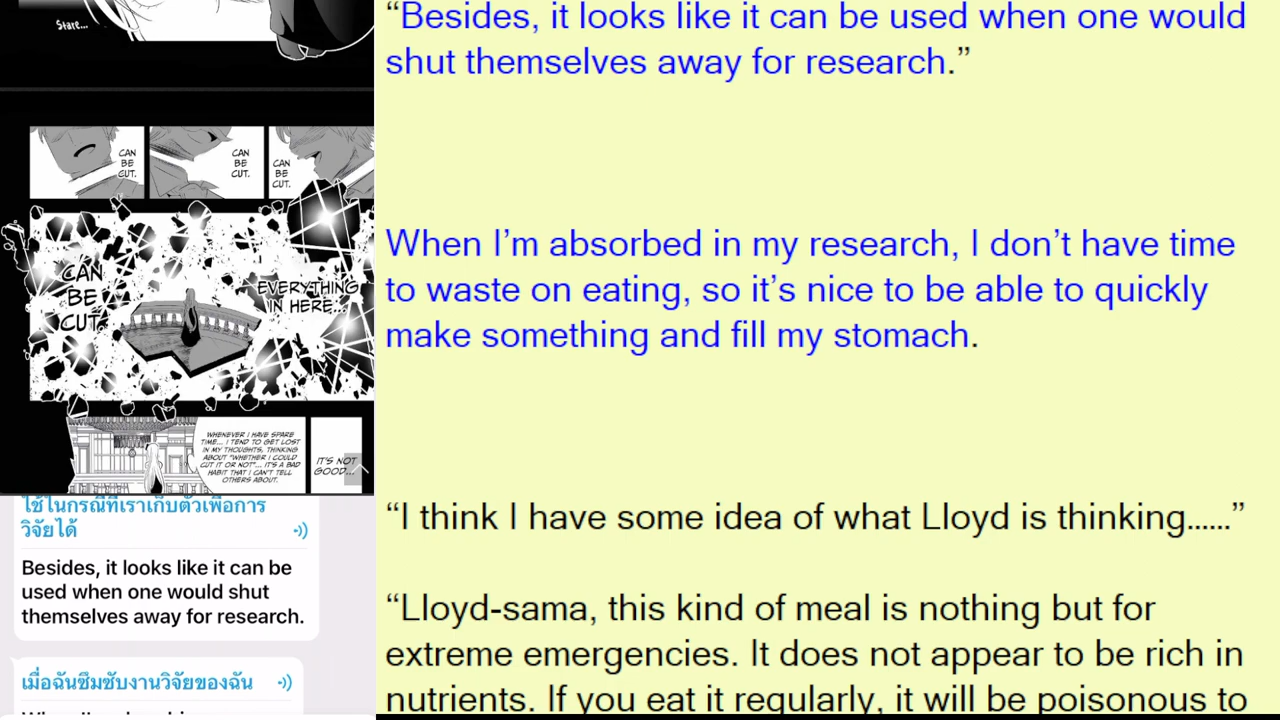 Stare...
CAN
BE
CUT.
CAN
BE
CUT.
CAN
BE
CUT.
CAN
BE
CUT.
EVERYTHING
IN HERE...
WHENEVER I HAVE SPARE
TIME... I TEND TO GET LOST
IN MY THOUGHTS, THINKING
ABOUT "WHETHER I COULD
CUT IT OR NOT"... IT'S A BAD
HABIT THAT I CAN'T TELL
OTHERS ABOUT.
IT'S NOT
GOOD...
ใช้ในกรณีที่เราเก็บตัวเพื่อการ
วิจัยได้
Besides, it looks like it can be
used when one would shut
themselves away for research.
เมื่อฉันซึมซับงานวิจัยของฉัน
“Besides, it looks like it can be used when one would
shut themselves away for research.”
When I’m absorbed in my research, I don’t have time
to waste on eating, so it’s nice to be able to quickly
make something and fill my stomach.
“I think I have some idea of what Lloyd is thinking......”
“Lloyd-sama, this kind of meal is nothing but for
extreme emergencies. It does not appear to be rich in
nutrients. If you eat it regularly, it will be poisonous to